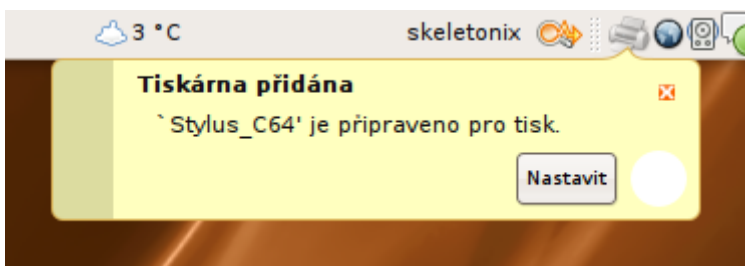 3 °C
skeletonix
Tiskárna přidána
`Stylus_C64' je připraveno pro tisk.
Nastavit